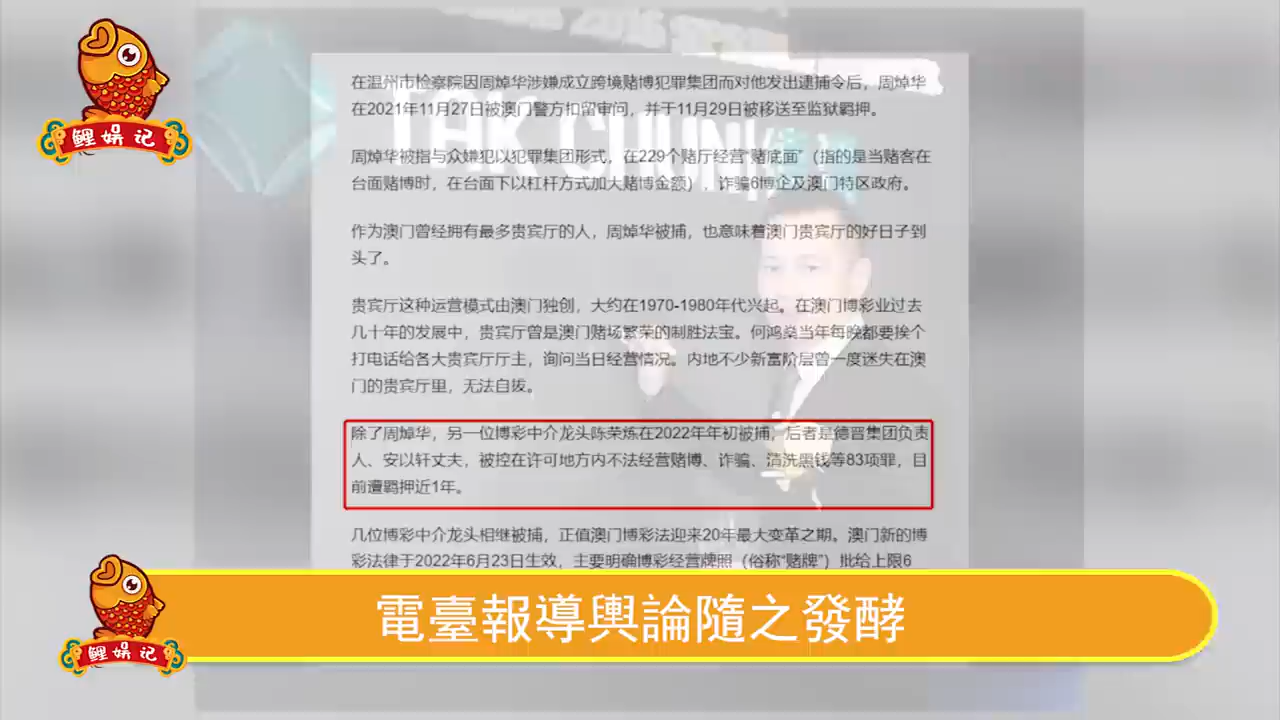 2016 SPRI
鲤娱记
TAK CHUN
在温州市检察院因周焯华涉嫌成立跨境赌博犯罪集团而对他发出逮捕令后，周焯华
在2021年11月27日被澳门警方扣留审问，并于11月29日被移送至监狱羁押。
周焯华被指与众嫌犯以犯罪集团形式，在229个赌厅经营“赌底面”（指的是当赌客在
台面赌博时，在台面下以杠杆方式加大赌博金额），诈骗6博企及澳门特区政府。
作为澳门曾经拥有最多贵宾厅的人，周焯华被捕，也意味着澳门贵宾厅的好日子到
头了。
贵宾厅这种运营模式由澳门独创，大约在1970-1980年代兴起。在澳门博彩业过去
几十年的发展中，贵宾厅曾是澳门赌场繁荣的制胜法宝。何鸿燊当年每晚都要挨个
打电话给各大贵宾厅厅主，询问当日经营情况。内地不少新富阶层曾一度迷失在澳
门的贵宾厅里，无法自拔。
除了周焯华，另一位博彩中介龙头陈荣炼在2022年年初被捕，后者是德晋集团负责
人、安以轩丈夫，被控在许可地方内不法经营赌博、诈骗、清洗黑钱等83项罪，目
前遭羁押近1年。
几位博彩中介龙头相继被捕，正值澳门博彩法迎来20年最大变革之期。澳门新的博
彩法律于2022年6月23日生效，主要明确博彩经营牌照（俗称“赌牌”）批给上限6
電臺報導輿論隨之發酵
鲤娱记